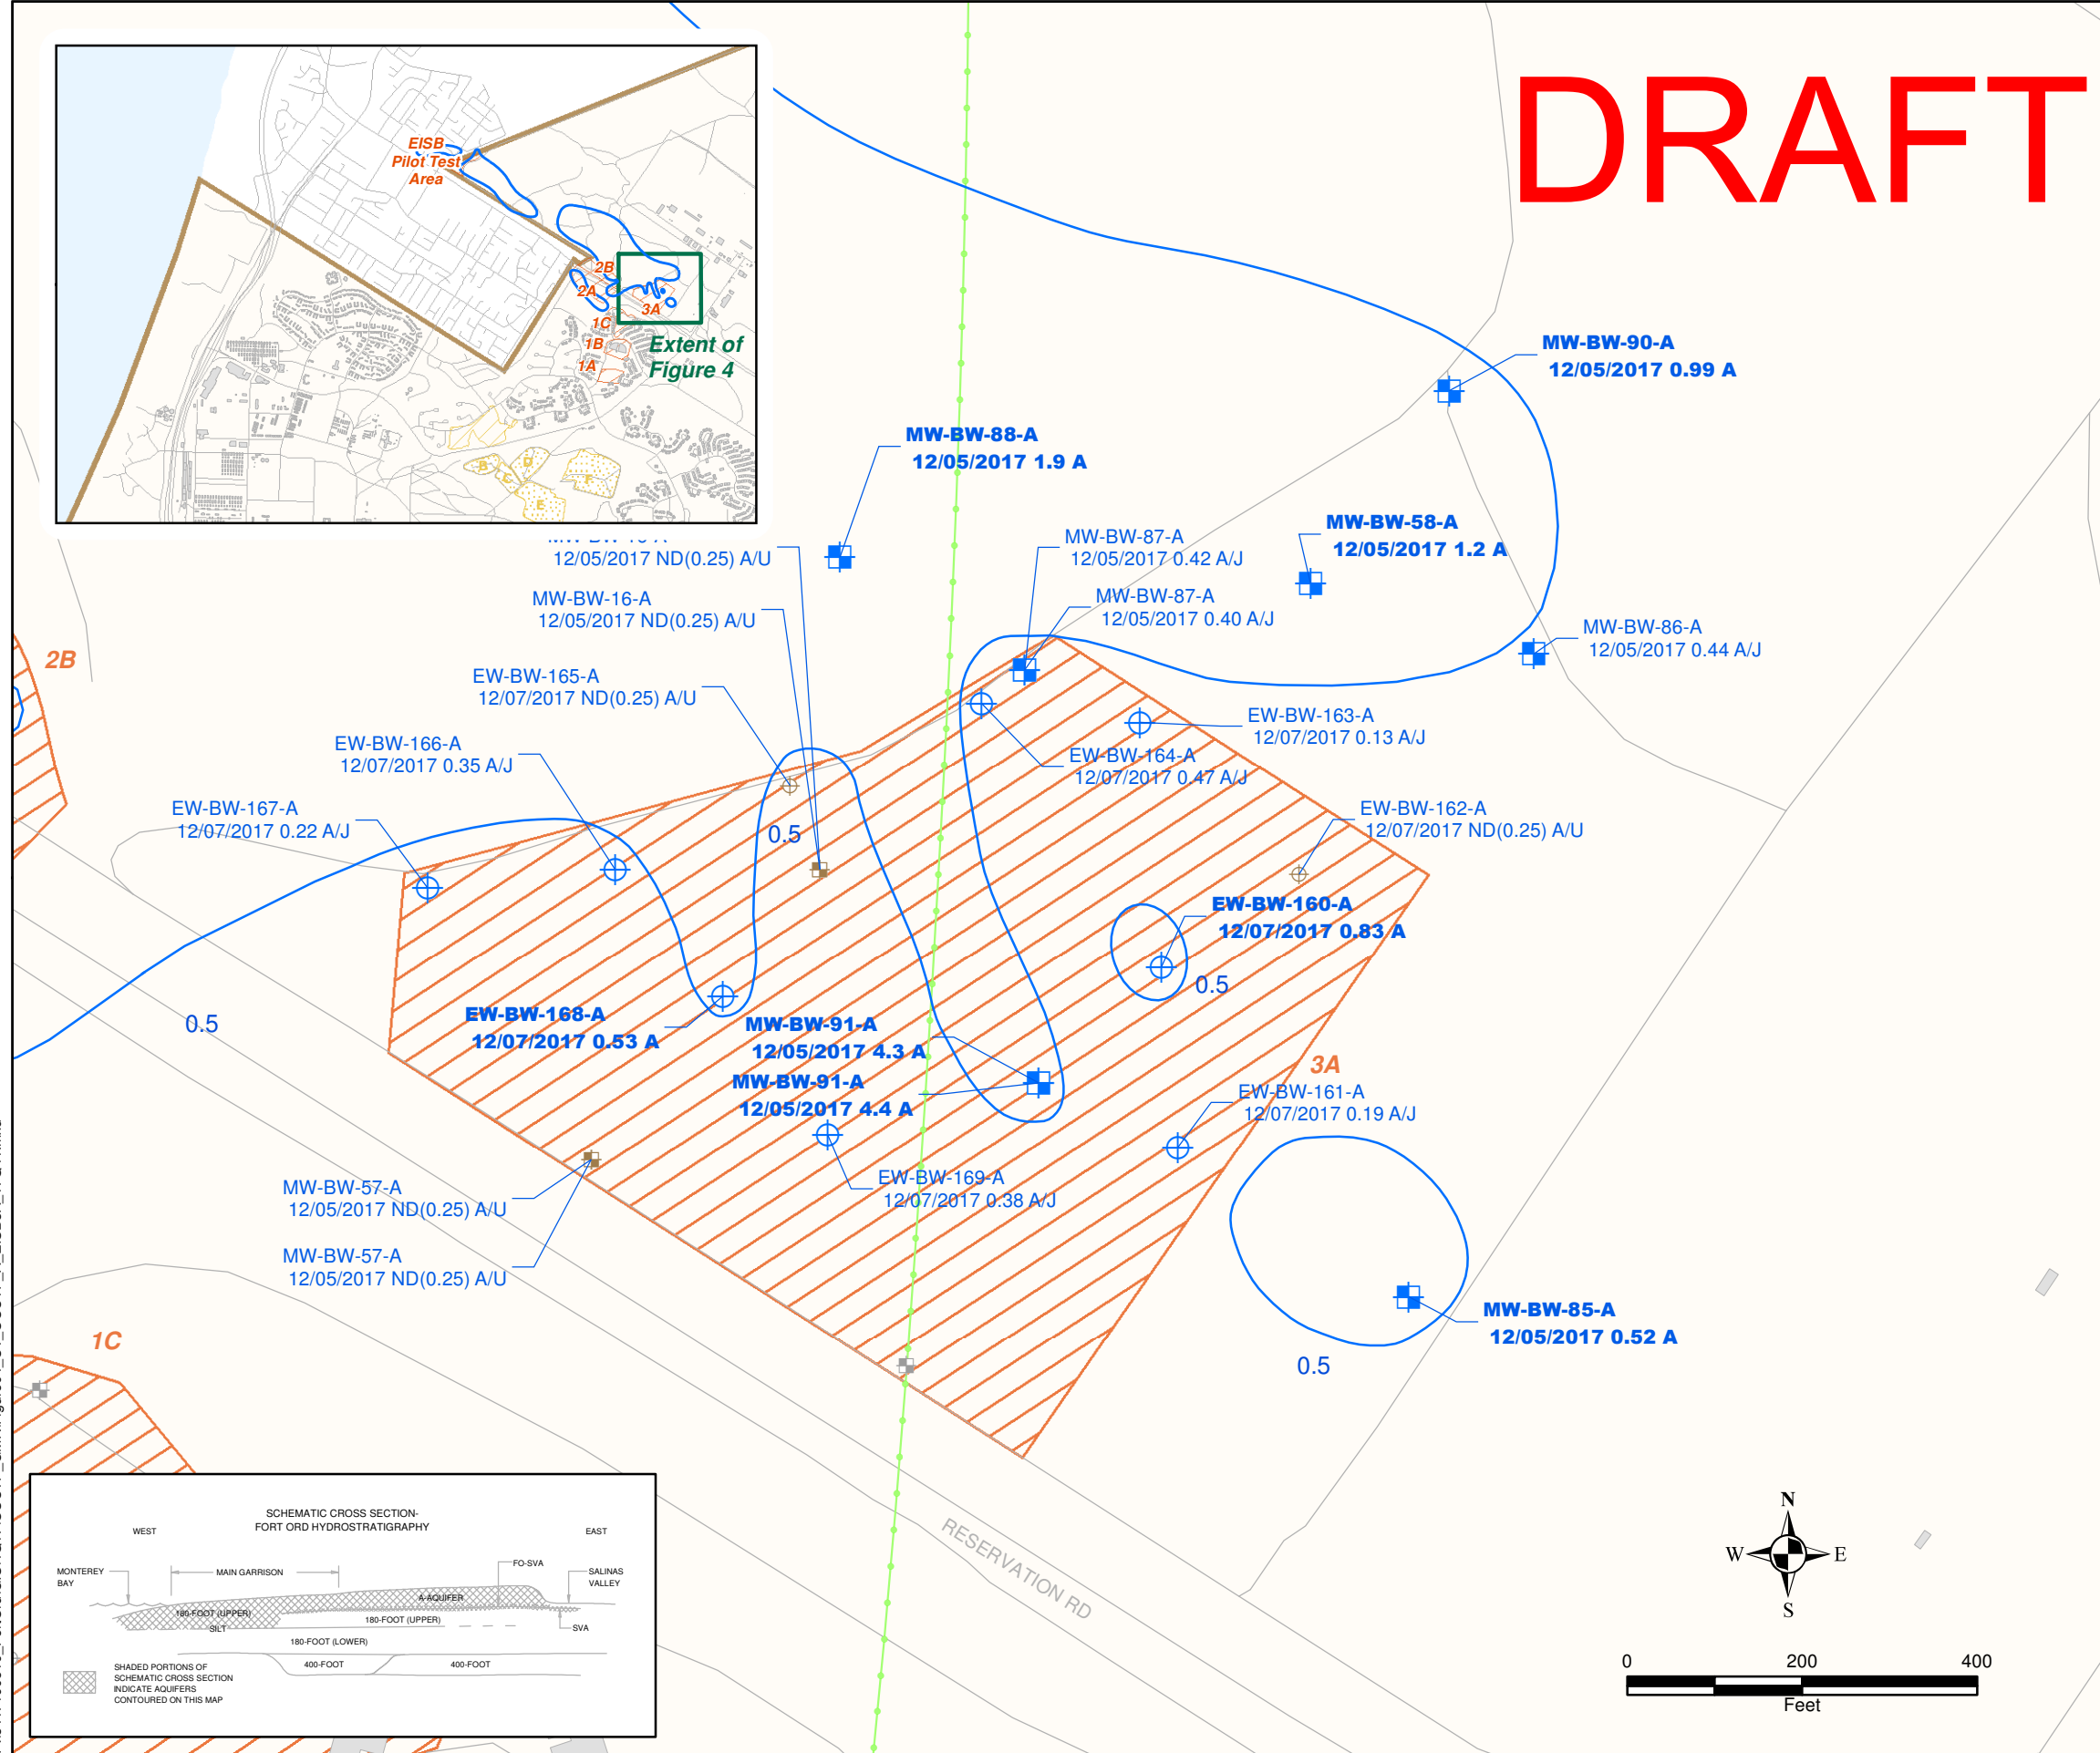 DRAFT
EISB
Pilot Test
Area
2B
2A
3A
1C
1B
1A
Extent of
Figure 4
B
C
D
E
F
MW-BW-90-A
12/05/2017 0.99 A
MW-BW-88-A
12/05/2017 1.9 A
MW-BW-58-A
12/05/2017 1.2 A
12/05/2017 ND(0.25) A/U
MW-BW-87-A
12/05/2017 0.42 A/J
MW-BW-16-A
12/05/2017 ND(0.25) A/U
MW-BW-87-A
12/05/2017 0.40 A/J
MW-BW-86-A
12/05/2017 0.44 A/J
2B
EW-BW-165-A
12/07/2017 ND(0.25) A/U
EW-BW-163-A
12/07/2017 0.13 A/J
EW-BW-166-A
12/07/2017 0.35 A/J
EW-BW-164-A
12/07/2017 0.47 A/J
EW-BW-167-A
12/07/2017 0.22 A/J
0.5
EW-BW-162-A
12/07/2017 ND(0.25) A/U
EW-BW-160-A
12/07/2017 0.83 A
0.5
0.5
EW-BW-168-A
12/07/2017 0.53 A
MW-BW-91-A
12/05/2017 4.3 A
MW-BW-91-A
12/05/2017 4.4 A
3A
EW-BW-161-A
12/07/2017 0.19 A/J
EW-BW-169-A
12/07/2017 0.38 A/J
MW-BW-57-A
12/05/2017 ND(0.25) A/U
MW-BW-57-A
12/05/2017 ND(0.25) A/U
MW-BW-85-A
12/05/2017 0.52 A
0.5
1C
RESERVATION RD
SCHEMATIC CROSS SECTION-
FORT ORD HYDROSTRATIGRAPHY
WEST
EAST
MONTEREY
BAY
MAIN GARRISON
FO-SVA
SALINAS
VALLEY
A-AQUIFER
180-FOOT (UPPER)
180-FOOT (UPPER)
SILT
SVA
180-FOOT (LOWER)
400-FOOT
400-FOOT
SHADED PORTIONS OF
SCHEMATIC CROSS SECTION
INDICATE AQUIFERS
CONTOURED ON THIS MAP
N
W
E
S
0
200
400
Feet